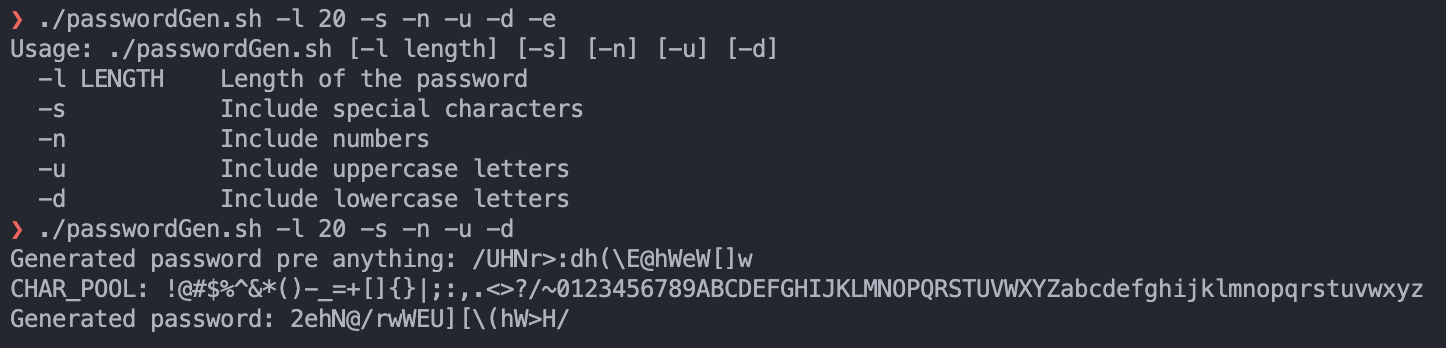 ❯ ./passwordGen.sh -l 20 -s -n -u -d -e
Usage: ./passwordGen.sh [-l length] [-s] [-n] [-u] [-d]
  -l LENGTH    Length of the password
  -s           Include special characters
  -n           Include numbers
  -u           Include uppercase letters
  -d           Include lowercase letters
❯ ./passwordGen.sh -l 20 -s -n -u -d
Generated password pre anything: /UHNr>:dh(\E@hWeW[]w
CHAR_POOL: !@#$%^&*()-_=+[]{}|;:,.<>?/~0123456789ABCDEFGHIJKLMNOPQRSTUVWXYZabcdefghijklmnopqrstuvwxyz
Generated password: 2ehN@/rwWEU][\(hW>H/